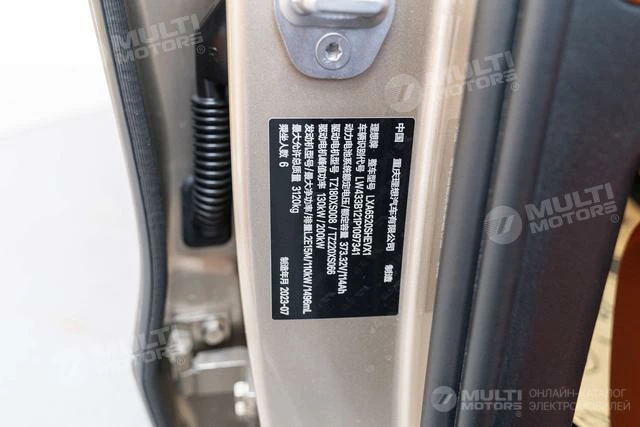 中国 重庆理想汽车有限公司 制造
理想牌 整车型号 LXA6520SHEVX1
车辆识别代号 LW433B121P1097341
动力电池系统额定电压/额定容量 373.32V/114Ah
驱动电机型号 TZ180XS008 / TZ220XS066
驱动电机峰值功率 130kW/200kW
发动机型号/最大净功率/排量 L2E15M/110kW/1496mL
最大允许总质量 3120kg
乘坐人数 6 制造年月 2023-07
MULTI
MOTORS
MULTI
MOTORS
MULTI
MOTORS
MULTI
MOTORS
MULTI
MOTORS
ОНЛАЙН-КАТАЛОГ
ЭЛЕКТРОМОБИЛЕЙ